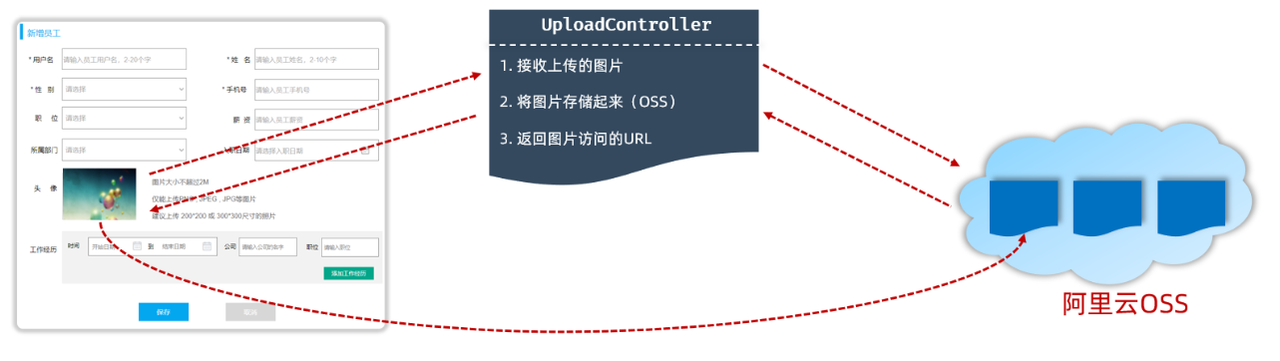 新增员工
* 用户名 请输入员工用户名，2-20个字 * 姓 名 请输入员工姓名，2-10个字
* 性 别 请选择 * 手机号 请输入员工手机号
职 位 请选择 薪 资 请输入员工薪资
所属部门 请选择 入职日期 请选择入职日期
头 像
图片大小不超过2M
仅能上传PNG , JPEG , JPG等图片
建议上传 200*200 或 300*300尺寸的照片
工作经历 时间 开始日期 到 结束日期 公司 请输入公司的名字 职位 请输入职位
添加工作经历
保存 取消
UploadController
1. 接收上传的图片
2. 将图片存储起来（OSS）
3. 返回图片访问的URL
阿里云OSS